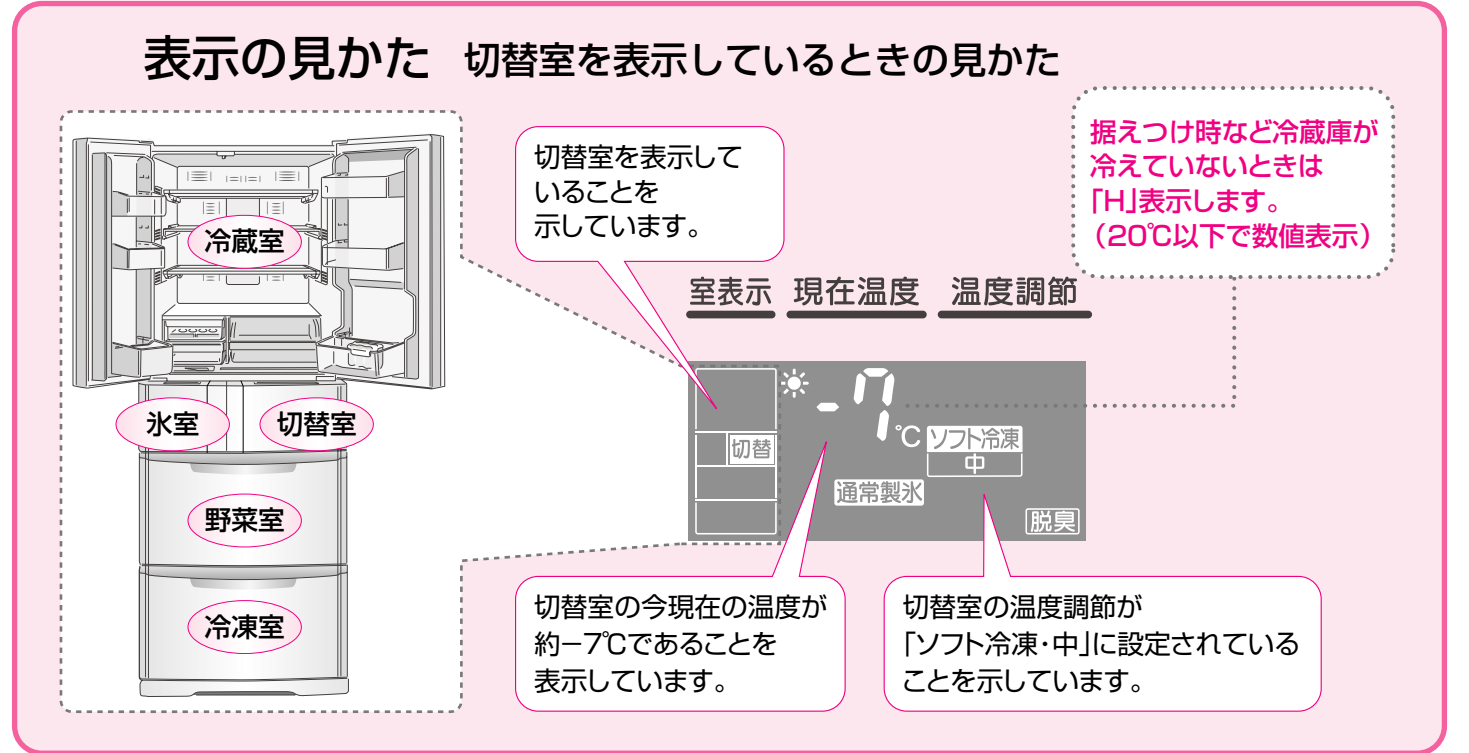 表示の見かた 切替室を表示しているときの見かた
据えつけ時など冷蔵庫が
冷えていないときは
「H」表示します。
（20℃以下で数値表示）
切替室を表示して
いることを
示しています。
冷蔵室
氷室
切替室
野菜室
冷凍室
室表示 現在温度 温度調節
-7℃
切替
ソフト冷凍
中
通常製氷
脱臭
切替室の今現在の温度が
約−7℃であることを
表示しています。
切替室の温度調節が
「ソフト冷凍・中」に設定されている
ことを示しています。